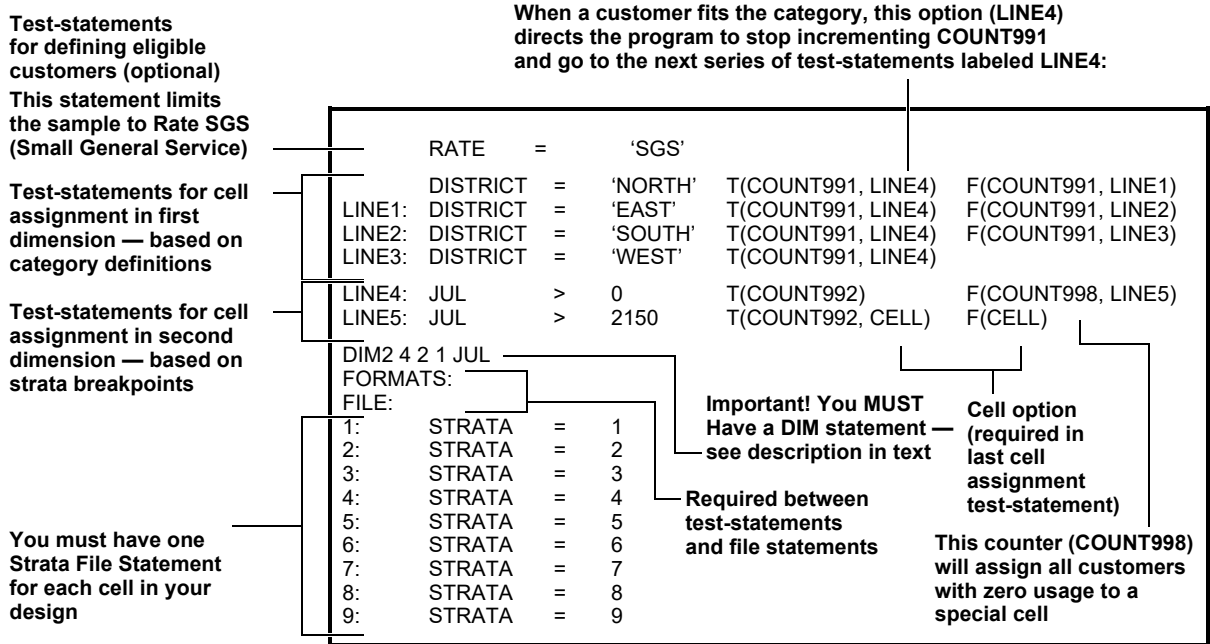 Test-statements
for defining eligible
customers (optional)
This statement limits
the sample to Rate SGS
(Small General Service)
Test-statements for cell
assignment in first
dimension — based on
category definitions
Test-statements for cell
assignment in second
dimension — based on
strata breakpoints
You must have one
Strata File Statement
for each cell in your
design
When a customer fits the category, this option (LINE4)
directs the program to stop incrementing COUNT991
and go to the next series of test-statements labeled LINE4:
RATE = ‘SGS’
DISTRICT = ‘NORTH’ T(COUNT991, LINE4) F(COUNT991, LINE1)
LINE1: DISTRICT = ‘EAST’ T(COUNT991, LINE4) F(COUNT991, LINE2)
LINE2: DISTRICT = ‘SOUTH’ T(COUNT991, LINE4) F(COUNT991, LINE3)
LINE3: DISTRICT = ‘WEST’ T(COUNT991, LINE4)
LINE4: JUL > 0 T(COUNT992) F(COUNT998, LINE5)
LINE5: JUL > 2150 T(COUNT992, CELL) F(CELL)
DIM2 4 2 1 JUL
FORMATS:
FILE:
1: STRATA = 1
2: STRATA = 2
3: STRATA = 3
4: STRATA = 4
5: STRATA = 5
6: STRATA = 6
7: STRATA = 7
8: STRATA = 8
9: STRATA = 9
Important! You MUST
Have a DIM statement —
see description in text
Required between
test-statements
and file statements
Cell option
(required in
last cell
assignment
test-statement)
This counter (COUNT998)
will assign all customers
with zero usage to a
special cell